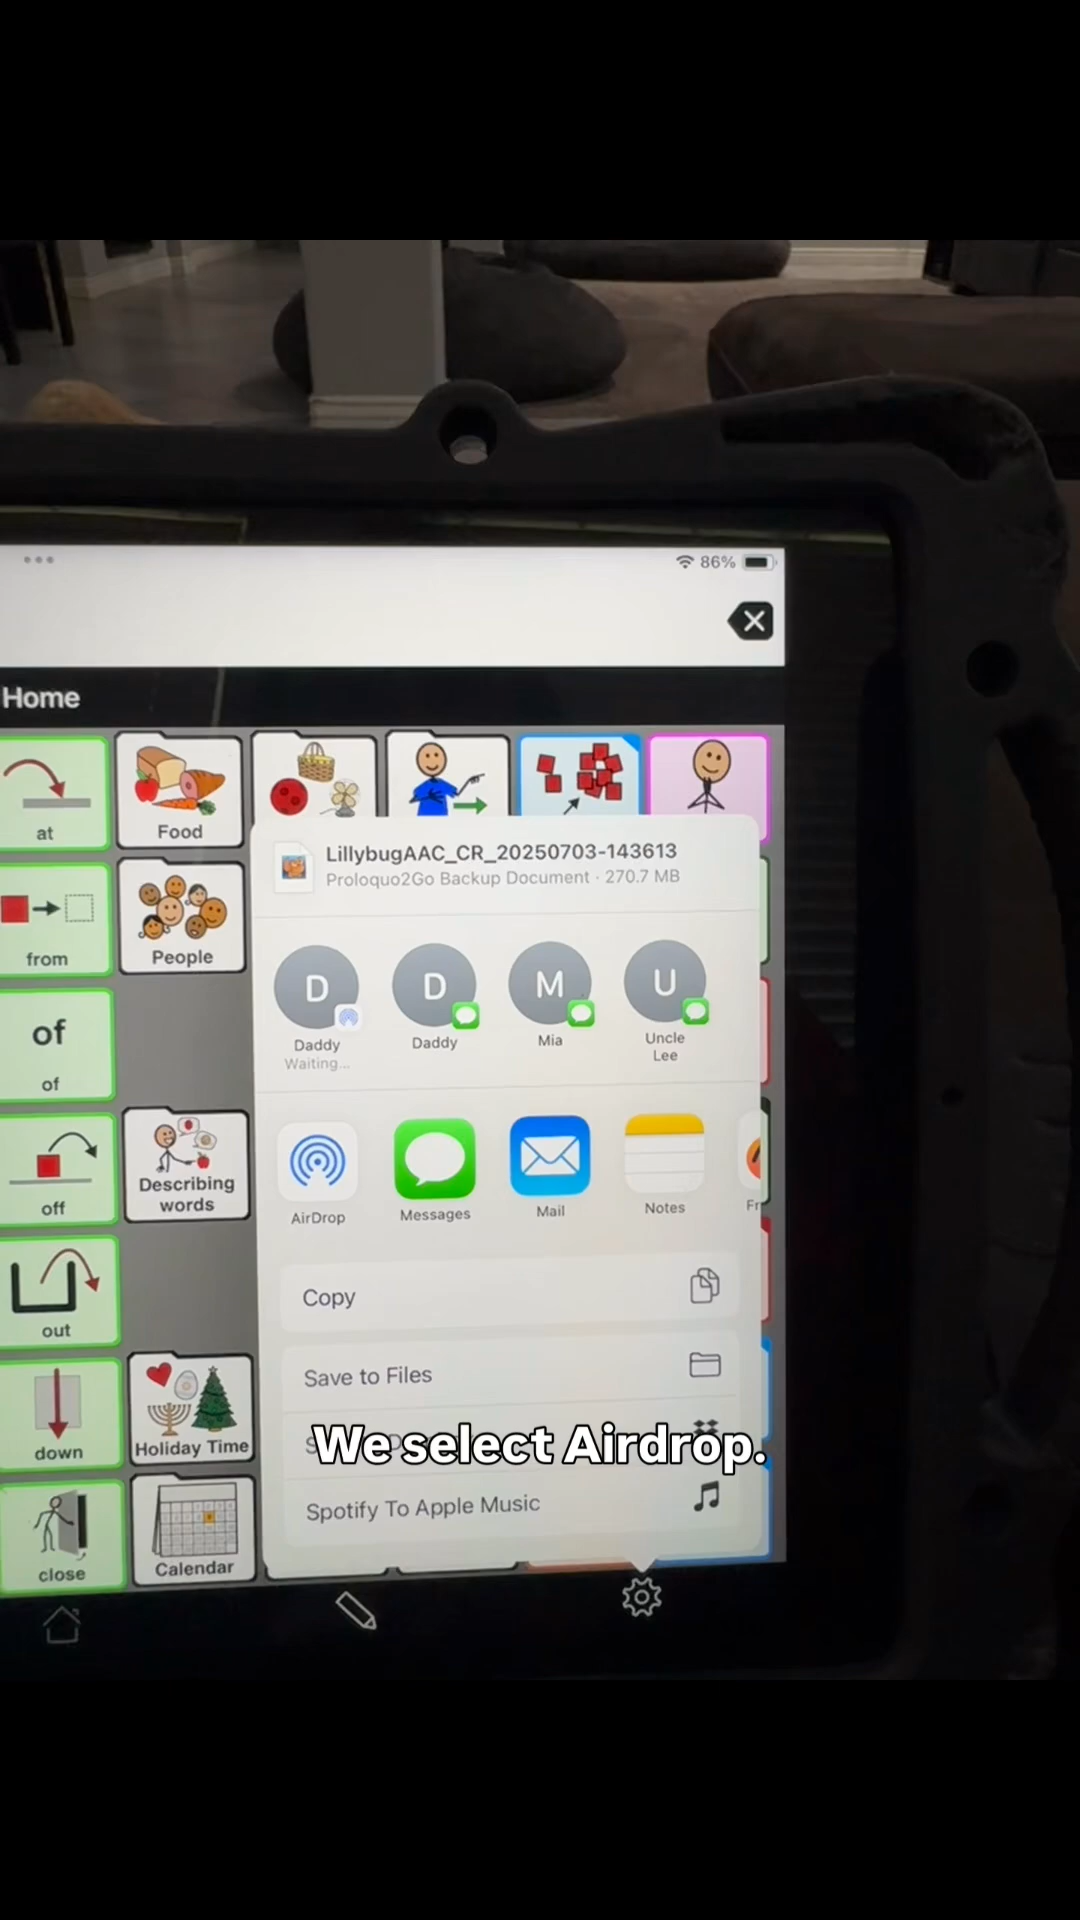 86%
Home
at
Food
LillybugAAC_CR_20250703-143613
Proloquo2Go Backup Document · 270.7 MB
from
People
D
D
M
U
Daddy
Waiting...
Daddy
Mia
Uncle
Lee
of
of
off
Describing
words
AirDrop
Messages
Mail
Notes
out
Copy
Save to Files
down
Holiday Time
We select Airdrop.
Spotify To Apple Music
close
Calendar